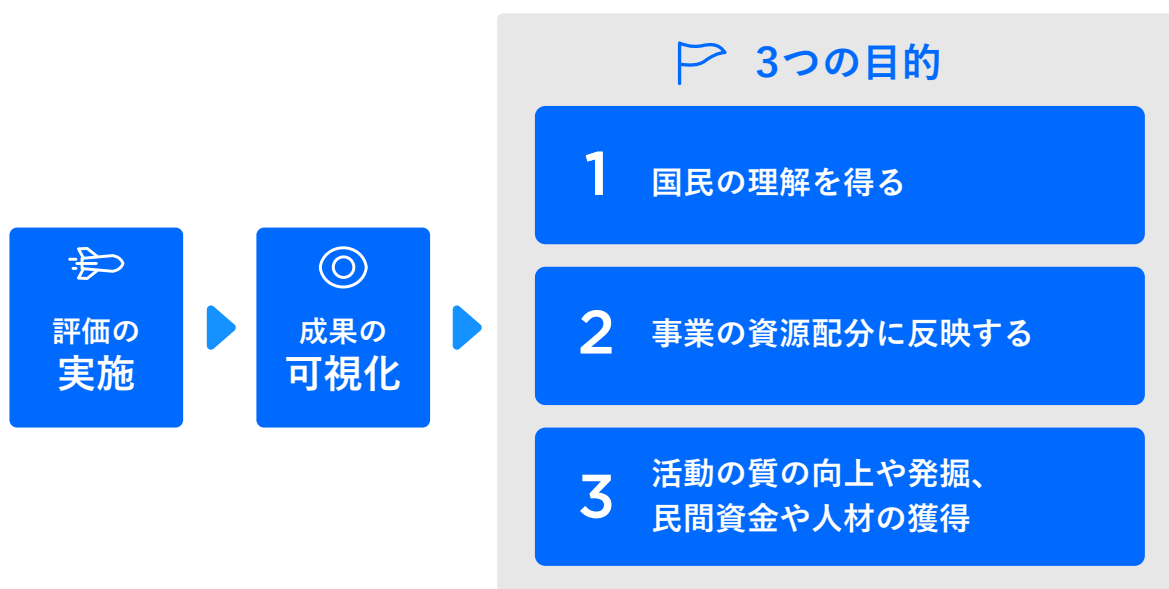 評価の
実施
成果の
可視化
3つの目的
1 国民の理解を得る
2 事業の資源配分に反映する
3 活動の質の向上や発掘、
民間資金や人材の獲得